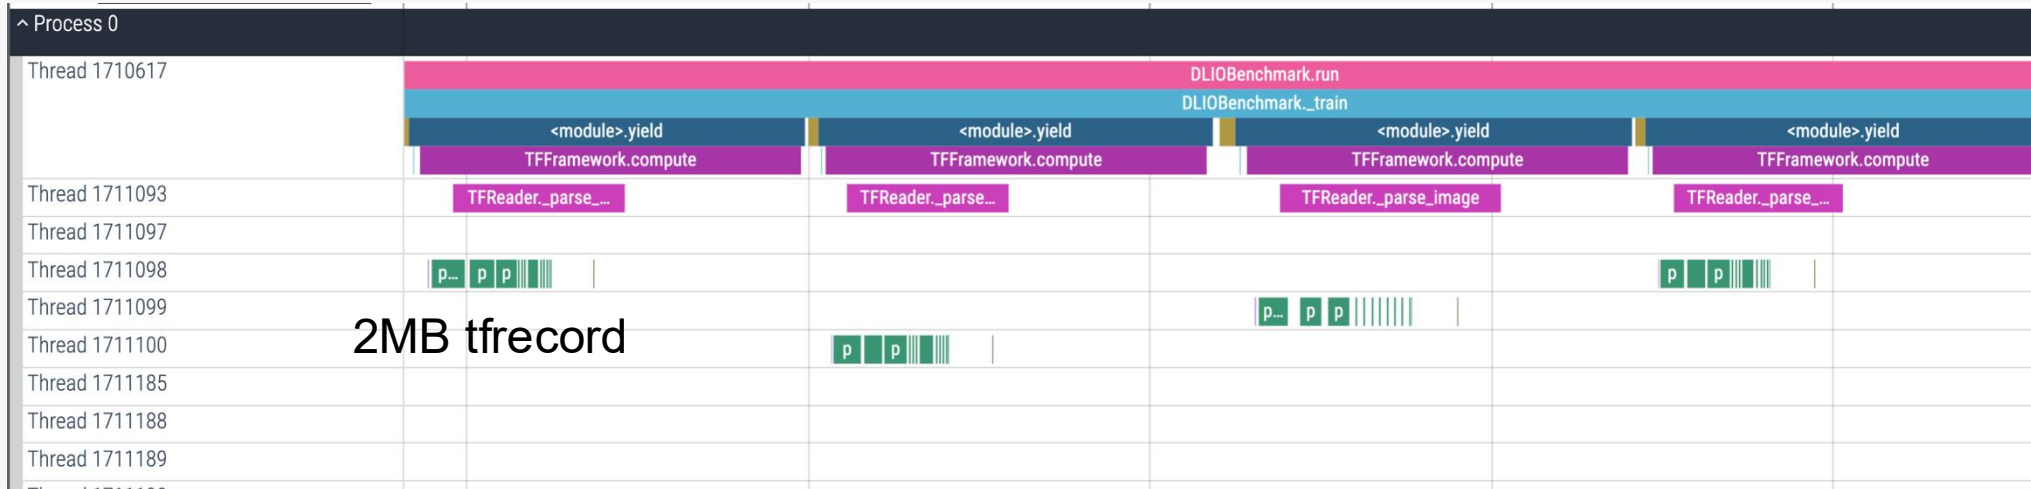 Process 0
Thread 1710617
DLIOBenchmark.run
DLIOBenchmark._train
<module>.yield <module>.yield <module>.yield <module>.yield
TFFramework.compute TFFramework.compute TFFramework.compute TFFramework.compute
Thread 1711093 TFReader._parse_... TFReader._parse... TFReader._parse_image TFReader._parse_...
Thread 1711097
Thread 1711098 p... p p p p
Thread 1711099 p... p p
2MB tfrecord
Thread 1711100 p p
Thread 1711185
Thread 1711188
Thread 1711189